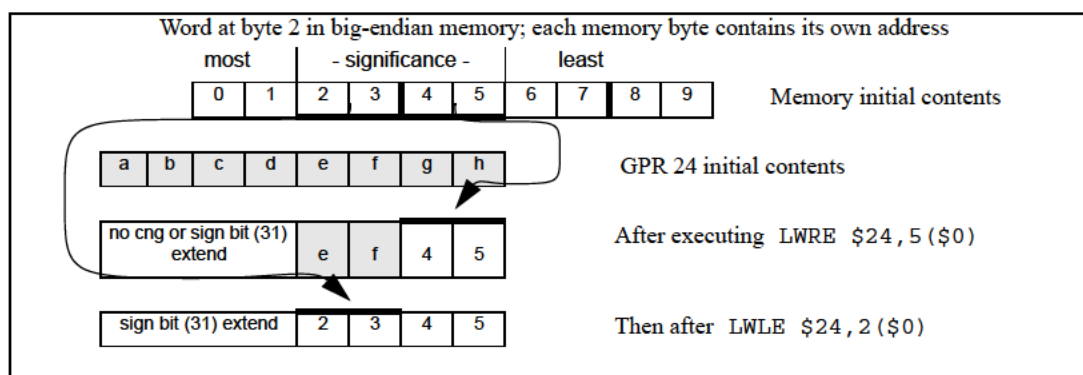 Word at byte 2 in big-endian memory; each memory byte contains its own address
most - significance - least
0 1 2 3 4 5 6 7 8 9 Memory initial contents
a b c d e f g h GPR 24 initial contents
no cng or sign bit (31)
extend e f 4 5 After executing LWRE $24,5($0)
sign bit (31) extend 2 3 4 5 Then after LWLE $24,2($0)